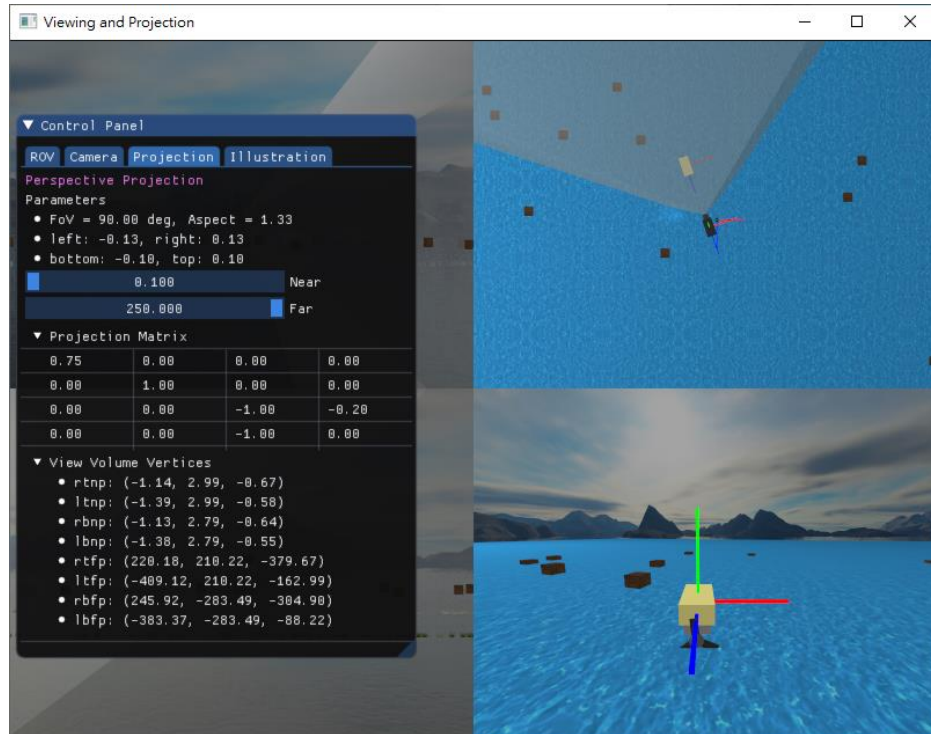 Viewing and Projection
Control Panel
ROV Camera Projection Illustration
Perspective Projection
Parameters
FoV = 90.00 deg, Aspect = 1.33
left: -0.13, right: 0.13
bottom: -0.10, top: 0.10
0.100 Near
250.000 Far
Projection Matrix
0.75 0.00 0.00 0.00
0.00 1.00 0.00 0.00
0.00 0.00 -1.00 -0.20
0.00 0.00 -1.00 0.00
View Volume Vertices
rtnp: (-1.14, 2.99, -0.67)
ltnp: (-1.39, 2.99, -0.58)
rbnp: (-1.13, 2.79, -0.64)
lbnp: (-1.38, 2.79, -0.55)
rtfp: (220.18, 210.22, -379.67)
ltfp: (-409.12, 210.22, -162.99)
rbfp: (245.92, -283.49, -304.90)
lbfp: (-383.37, -283.49, -88.22)